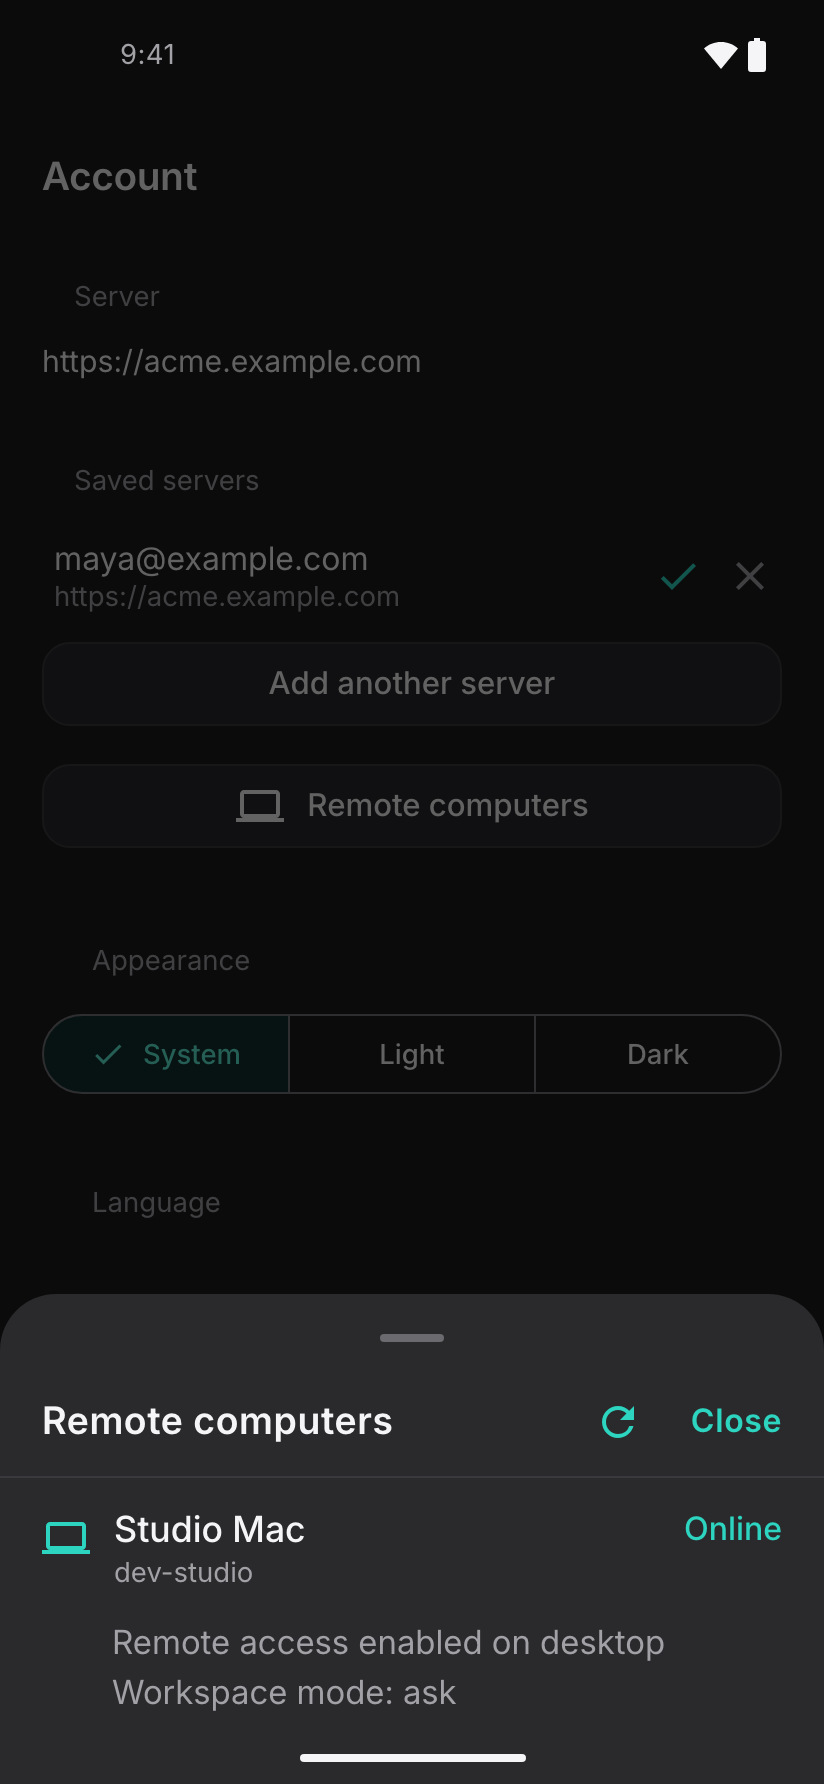 9:41
Account
Server
https://acme.example.com
Saved servers
maya@example.com
https://acme.example.com
Add another server
Remote computers
Appearance
System
Light
Dark
Language
Remote computers
Close
Studio Mac
Online
dev-studio
Remote access enabled on desktop
Workspace mode: ask